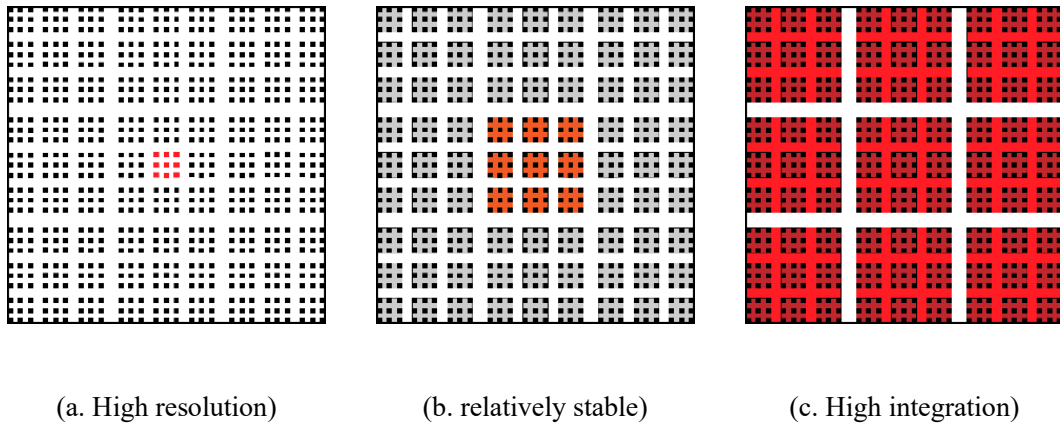 (a. High resolution)
(b. relatively stable)
(c. High integration)